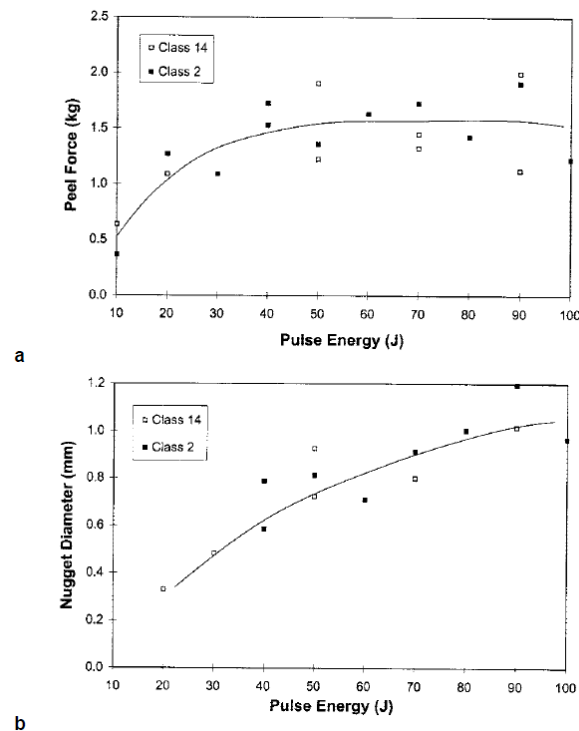 2.5
Class 14
Class 2
2.0
1.5
1.0
0.5
0.0
Peel Force (kg)
10 20 30 40 50 60 70 80 90 100
Pulse Energy (J)
a
1.2
Class 14
Class 2
1.0
0.8
0.6
0.4
0.2
0.0
Nugget Diameter (mm)
10 20 30 40 50 60 70 80 90 100
Pulse Energy (J)
b